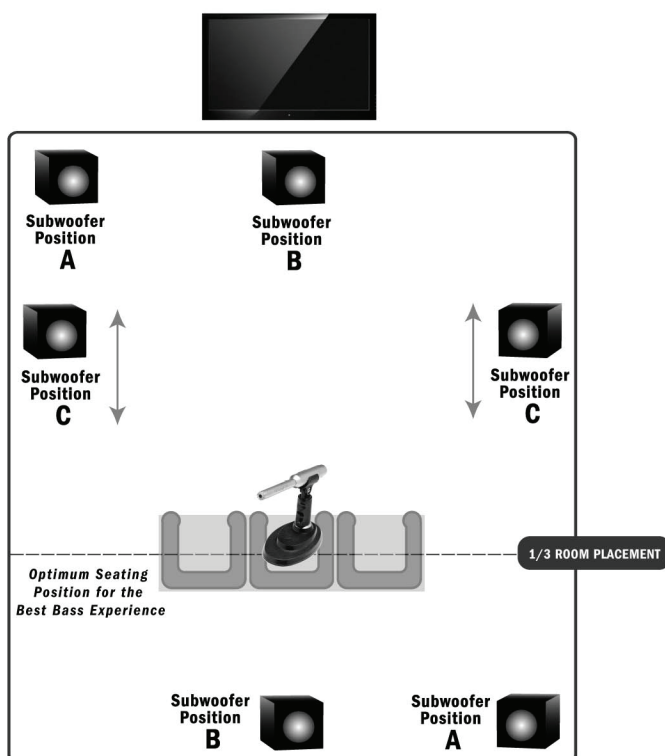 Subwoofer
Position
A
Subwoofer
Position
B
Subwoofer
Position
C
Subwoofer
Position
C
1/3 ROOM PLACEMENT
Optimum Seating
Position for the
Best Bass Experience
Subwoofer
Position
B
Subwoofer
Position
A